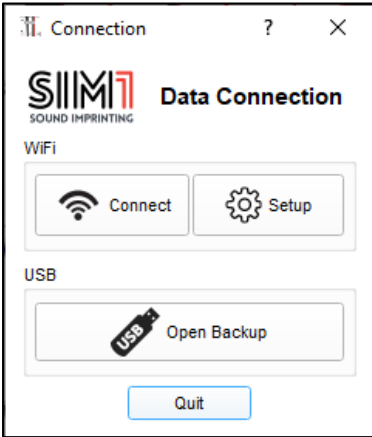 Connection ?
SIM1
SOUND IMPRINTING
Data Connection
WiFi
Connect
Setup
USB
USB
Open Backup
Quit